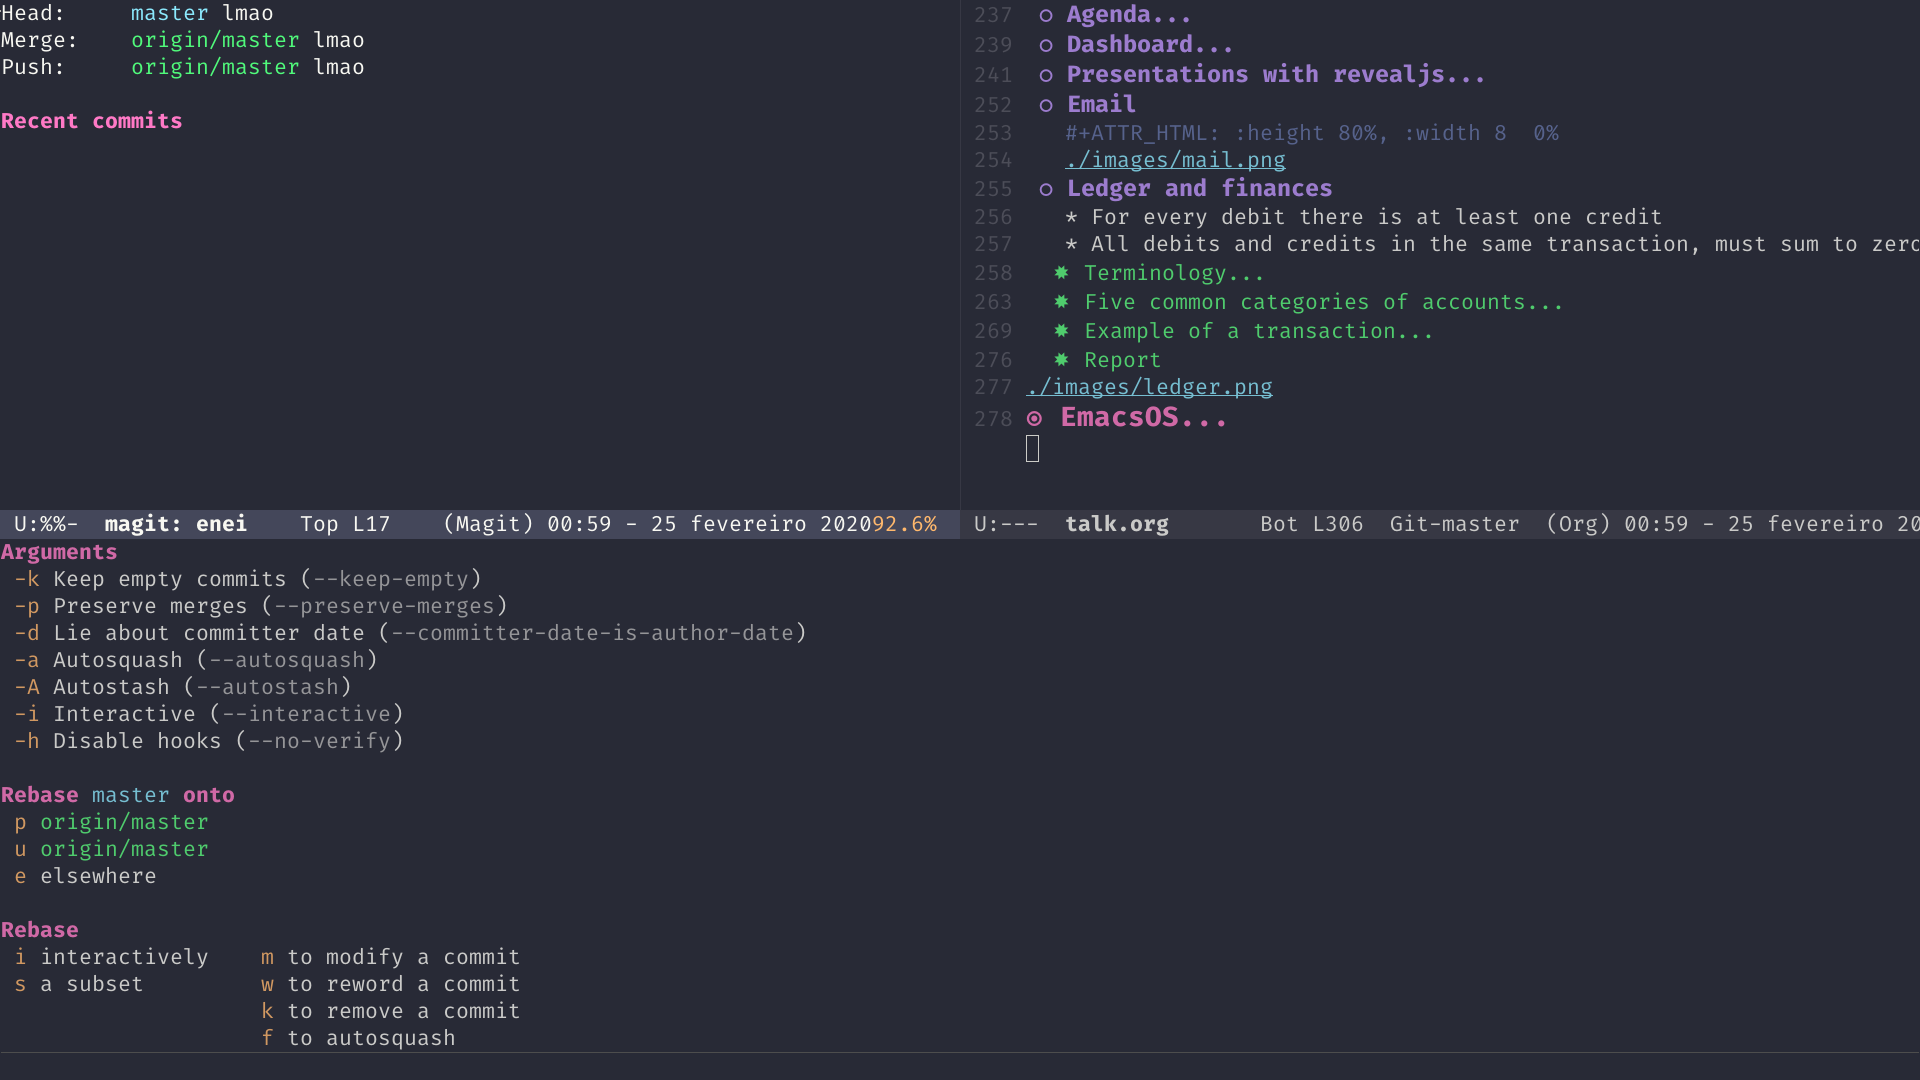 Head:     master lmao
Merge:    origin/master lmao
Push:     origin/master lmao
Recent commits
U:%%-  magit: enei    Top L17    (Magit) 00:59 - 25 fevereiro 202092.6%
237 ○ Agenda...
239 ○ Dashboard...
241 ○ Presentations with revealjs...
252 ○ Email
253 #+ATTR_HTML: :height 80%, :width 8  0%
254 ./images/mail.png
255 ○ Ledger and finances
256 * For every debit there is at least one credit
257 * All debits and credits in the same transaction, must sum to zero
258 ✸ Terminology...
263 ✸ Five common categories of accounts...
269 ✸ Example of a transaction...
276 ✸ Report
277 ./images/ledger.png
278 ◉ EmacsOS...
U:---  talk.org       Bot L306  Git-master  (Org) 00:59 - 25 fevereiro 20
Arguments
-k Keep empty commits (--keep-empty)
-p Preserve merges (--preserve-merges)
-d Lie about committer date (--committer-date-is-author-date)
-a Autosquash (--autosquash)
-A Autostash (--autostash)
-i Interactive (--interactive)
-h Disable hooks (--no-verify)
Rebase master onto
p origin/master
u origin/master
e elsewhere
Rebase
i interactively    m to modify a commit
s a subset         w to reword a commit
k to remove a commit
f to autosquash